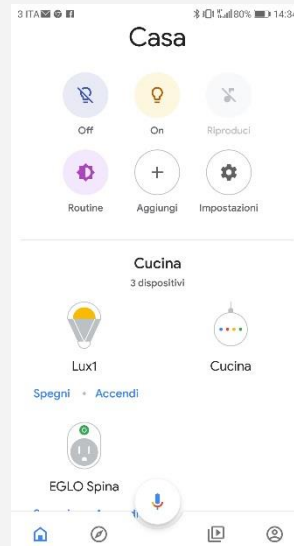 3 ITA 80% 14:34
Casa
Off On Riproduci
Routine Aggiungi Impostazioni
Cucina
3 dispositivi
Lux1 Cucina
Spegni • Accendi
EGLO Spina